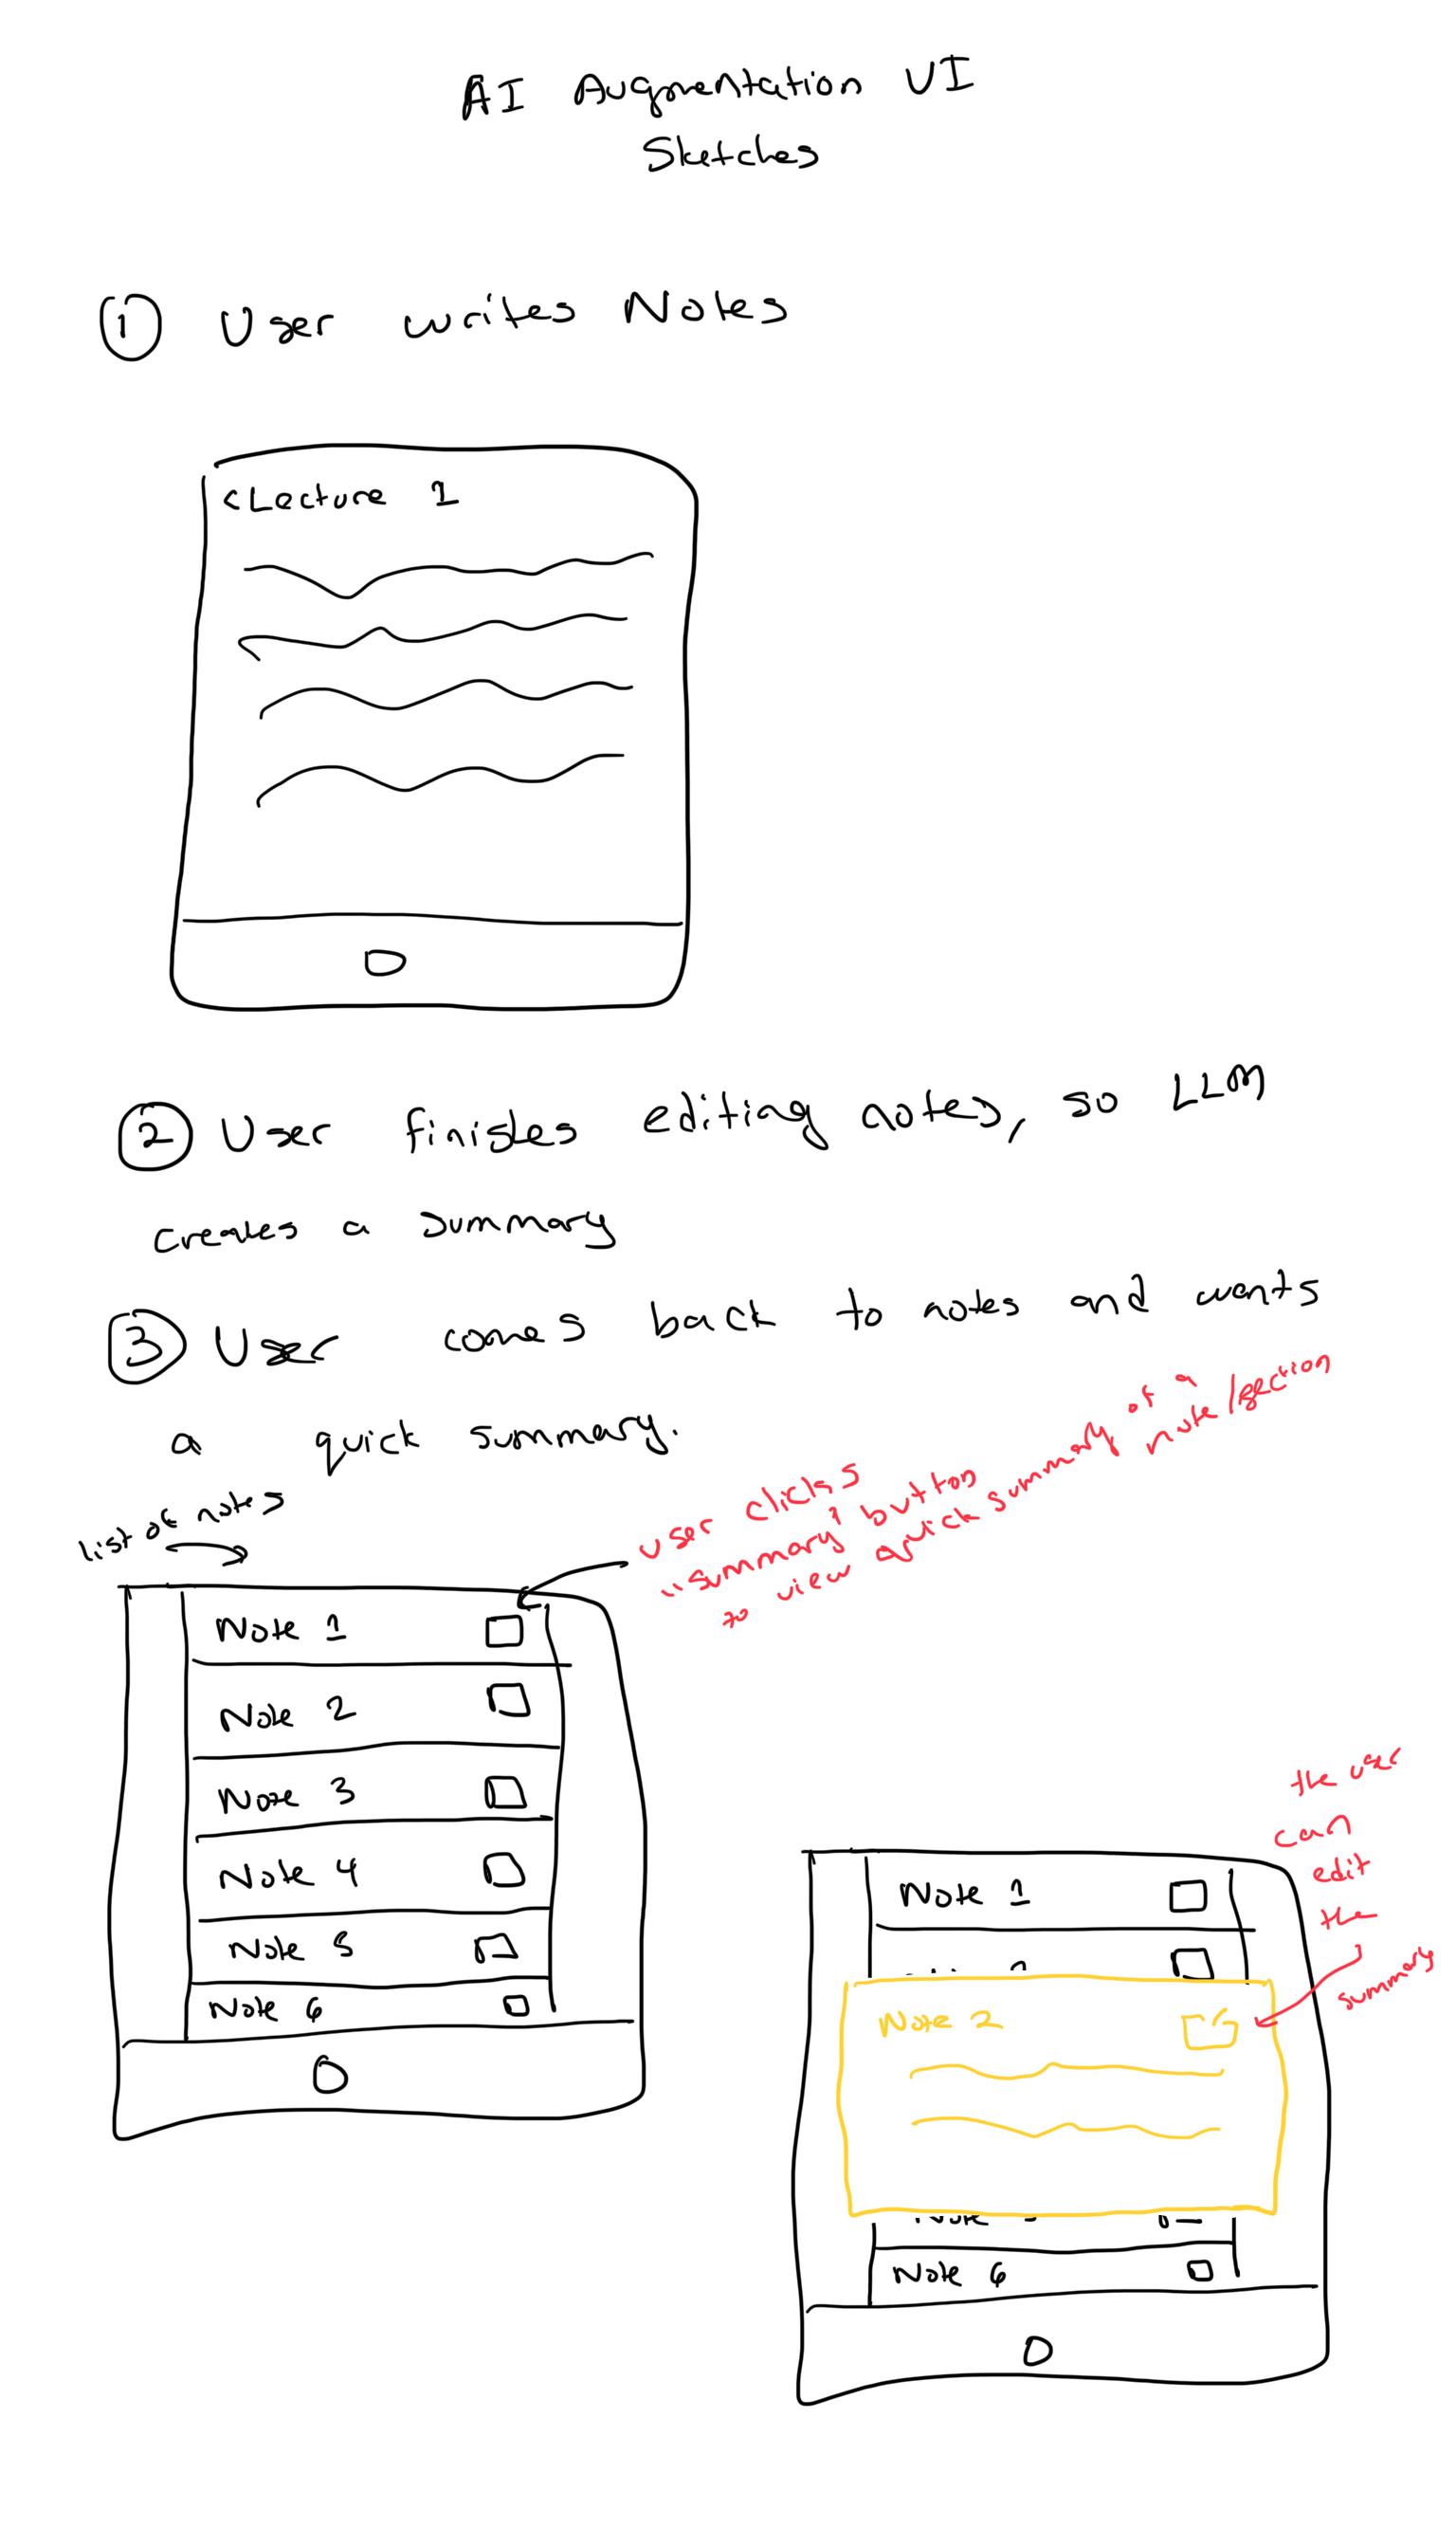 AI Augmentation UI
Sketches
1 User writes Notes
<Lecture 1
2 User finishes editing notes, so LLM
creates a summary
3 User comes back to notes and wants
a quick summary.
list of notes
user clicks
"summary" button
to view quick summary of a
note/section
Note 1
Note 2
Note 3
Note 4
Note 5
Note 6
the user
can
edit
the
summary
Note 1
Note 2
Note 6